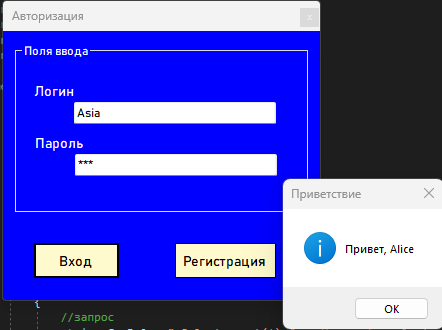 Авторизация
Поля ввода
Логин
Asia
Пароль
***
Вход
Регистрация
Приветствие
Привет, Alice
OK
{
//запрос